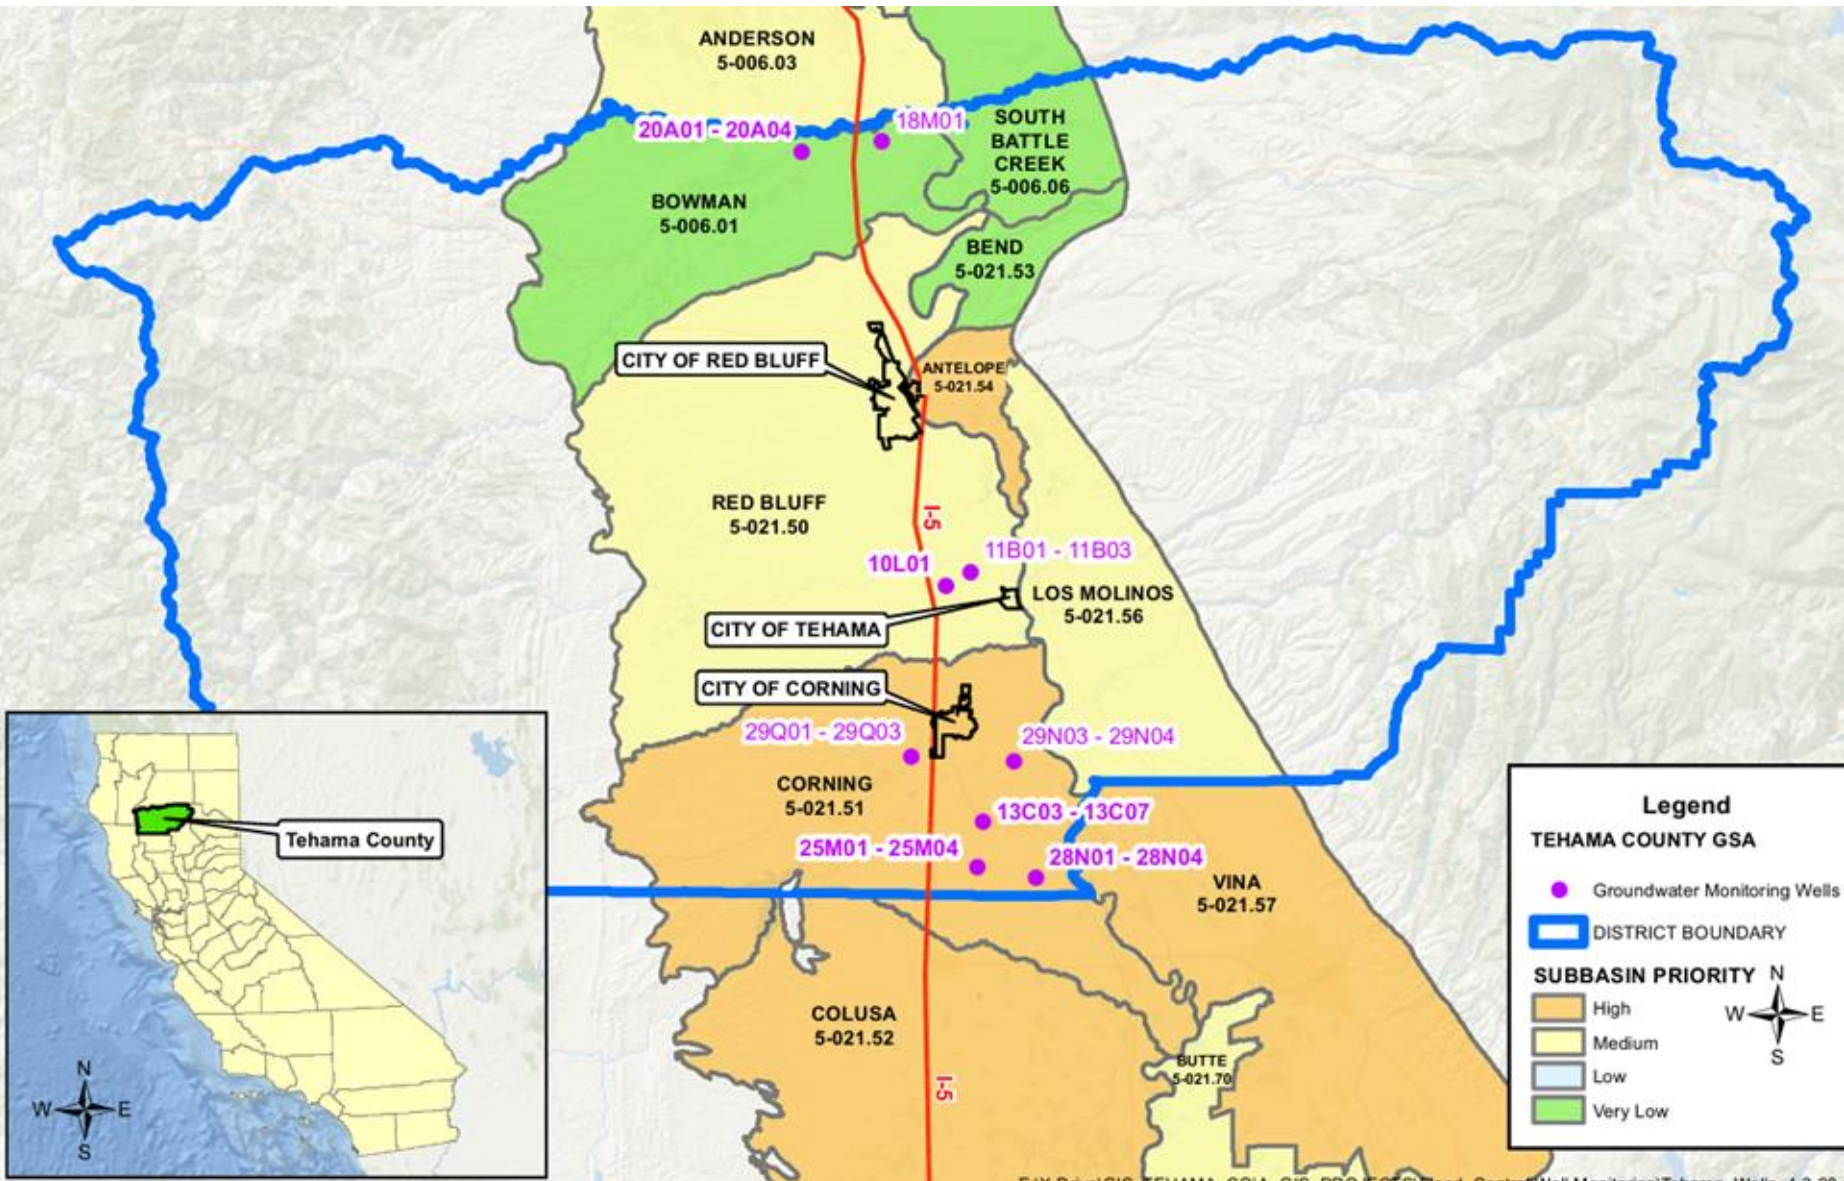 ANDERSON
5-006.03
20A01 - 20A04
18M01
SOUTH
BATTLE
CREEK
5-006.06
BOWMAN
5-006.01
BEND
5-021.53
CITY OF RED BLUFF
ANTELOPE
5-021.54
RED BLUFF
5-021.50
I-5
10L01
11B01 - 11B03
LOS MOLINOS
5-021.56
CITY OF TEHAMA
CITY OF CORNING
29Q01 - 29Q03
29N03 - 29N04
CORNING
5-021.51
13C03 - 13C07
25M01 - 25M04
28N01 - 28N04
VINA
5-021.57
COLUSA
5-021.52
BUTTE
5-021.70
I-5
Tehama County
N
W E
S
Legend
TEHAMA COUNTY GSA
Groundwater Monitoring Wells
DISTRICT BOUNDARY
SUBBASIN PRIORITY
High
Medium
Low
Very Low
N
W E
S